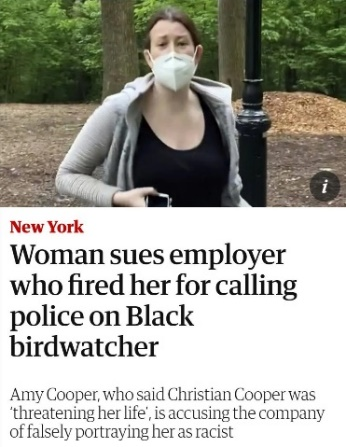 i
New York
Woman sues employer
who fired her for calling
police on Black
birdwatcher
Amy Cooper, who said Christian Cooper was
'threatening her life', is accusing the company
of falsely portraying her as racist